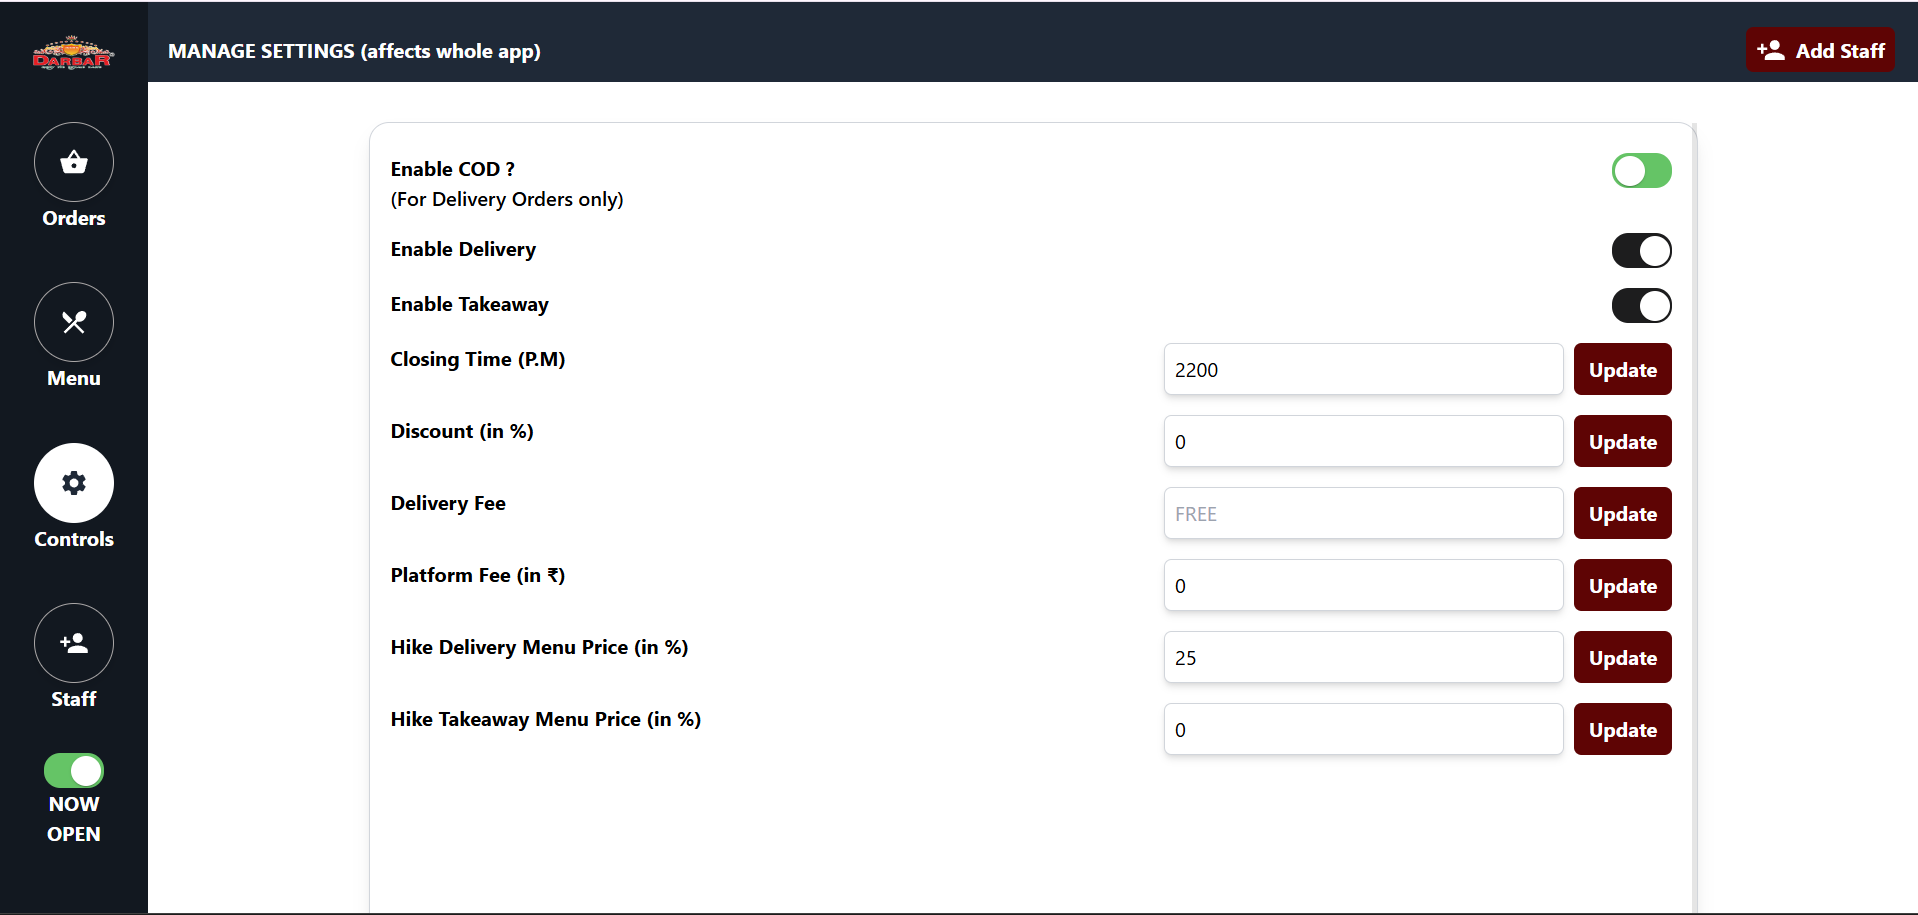 DARBAR
MANAGE SETTINGS (affects whole app)
Add Staff
Orders
Menu
Controls
Staff
NOW
OPEN
Enable COD ?
(For Delivery Orders only)
Enable Delivery
Enable Takeaway
Closing Time (P.M)
2200
Update
Discount (in %)
0
Update
Delivery Fee
FREE
Update
Platform Fee (in ₹)
0
Update
Hike Delivery Menu Price (in %)
25
Update
Hike Takeaway Menu Price (in %)
0
Update